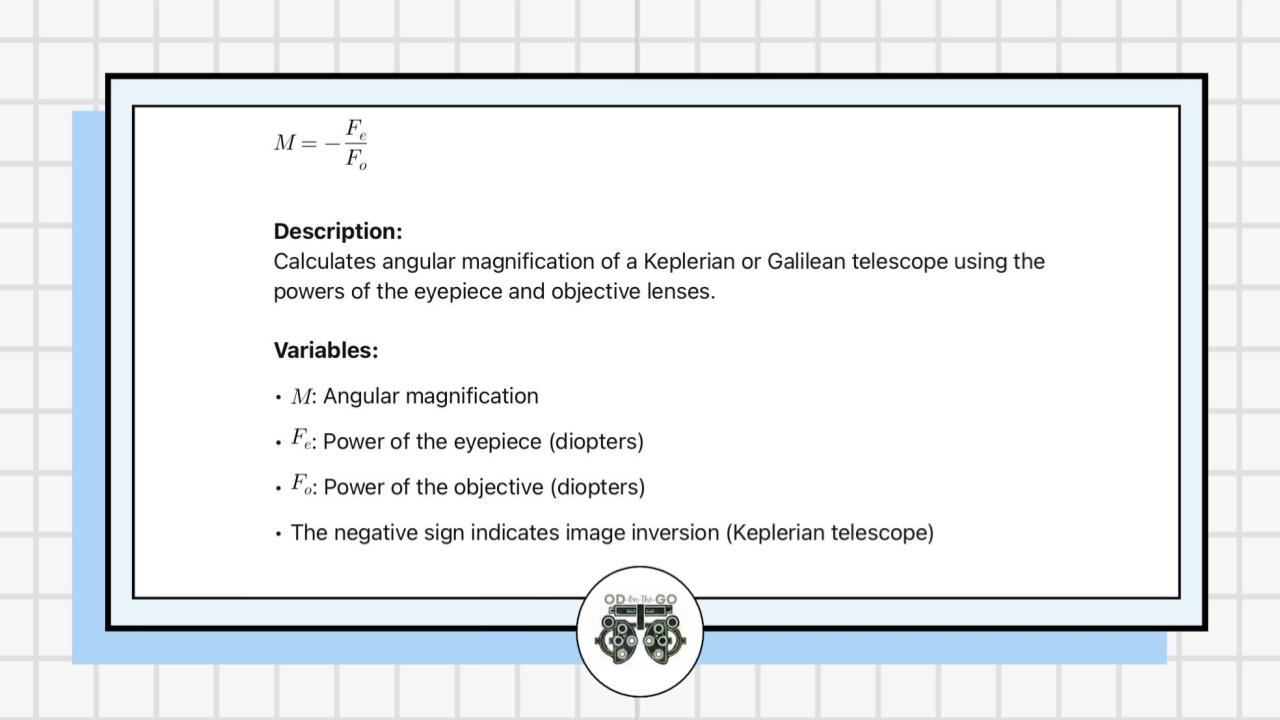 M = − F_e / F_o
Description:
Calculates angular magnification of a Keplerian or Galilean telescope using the
powers of the eyepiece and objective lenses.
Variables:
• M: Angular magnification
• F_e: Power of the eyepiece (diopters)
• F_o: Power of the objective (diopters)
• The negative sign indicates image inversion (Keplerian telescope)
OD-On-The-GO